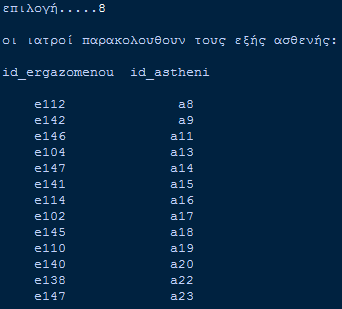 επιλογή.....8
οι ιατροί παρακολουθουν τους εξής ασθενής:
id_ergazomenou id_astheni
e112 a8
e142 a9
e146 a11
e104 a13
e147 a14
e141 a15
e114 a16
e102 a17
e145 a18
e110 a19
e140 a20
e138 a22
e147 a23